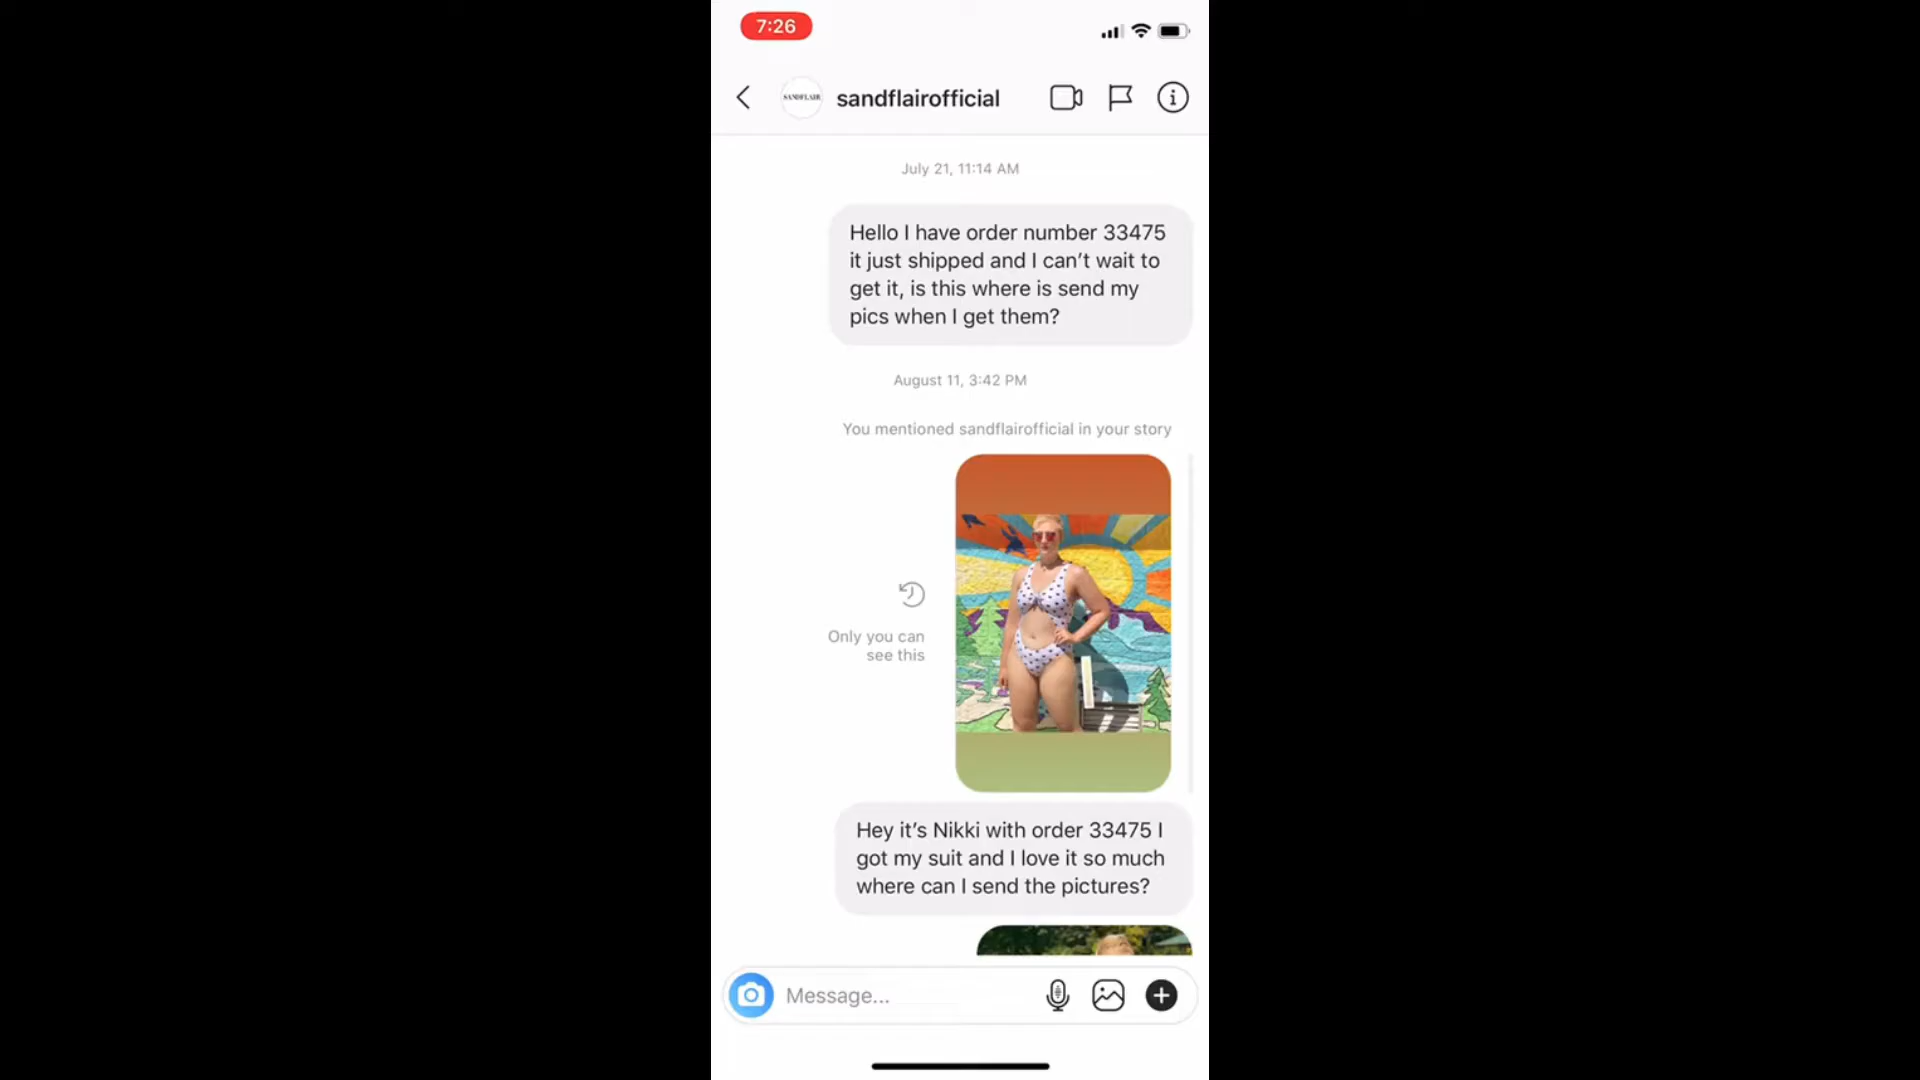 7:26
SANDFLAIR
sandflairofficial
July 21, 11:14 AM
Hello I have order number 33475
it just shipped and I can’t wait to
get it, is this where is send my
pics when I get them?
August 11, 3:42 PM
You mentioned sandflairofficial in your story
Only you can
see this
Hey it’s Nikki with order 33475 I
got my suit and I love it so much
where can I send the pictures?
Message...